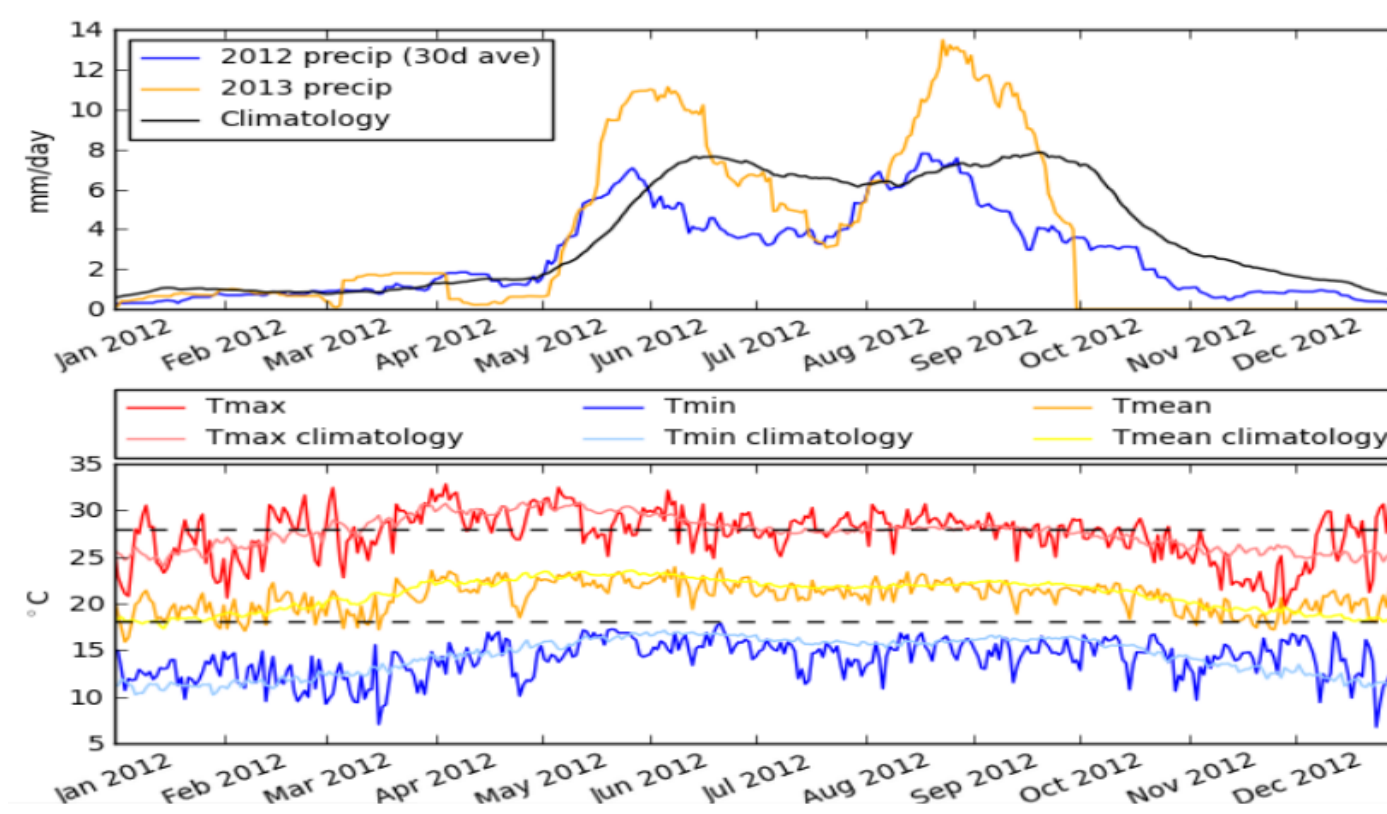 14
2012 precip (30d ave)
12
2013 precip
10
Climatology
8
mm/day
6
4
2
0
Jan 2012 Feb 2012 Mar 2012 Apr 2012 May 2012 Jun 2012 Jul 2012 Aug 2012 Sep 2012 Oct 2012 Nov 2012 Dec 2012
Tmax Tmin Tmean
Tmax climatology Tmin climatology Tmean climatology
35
30
25
°C
20
15
10
5
Jan 2012 Feb 2012 Mar 2012 Apr 2012 May 2012 Jun 2012 Jul 2012 Aug 2012 Sep 2012 Oct 2012 Nov 2012 Dec 2012